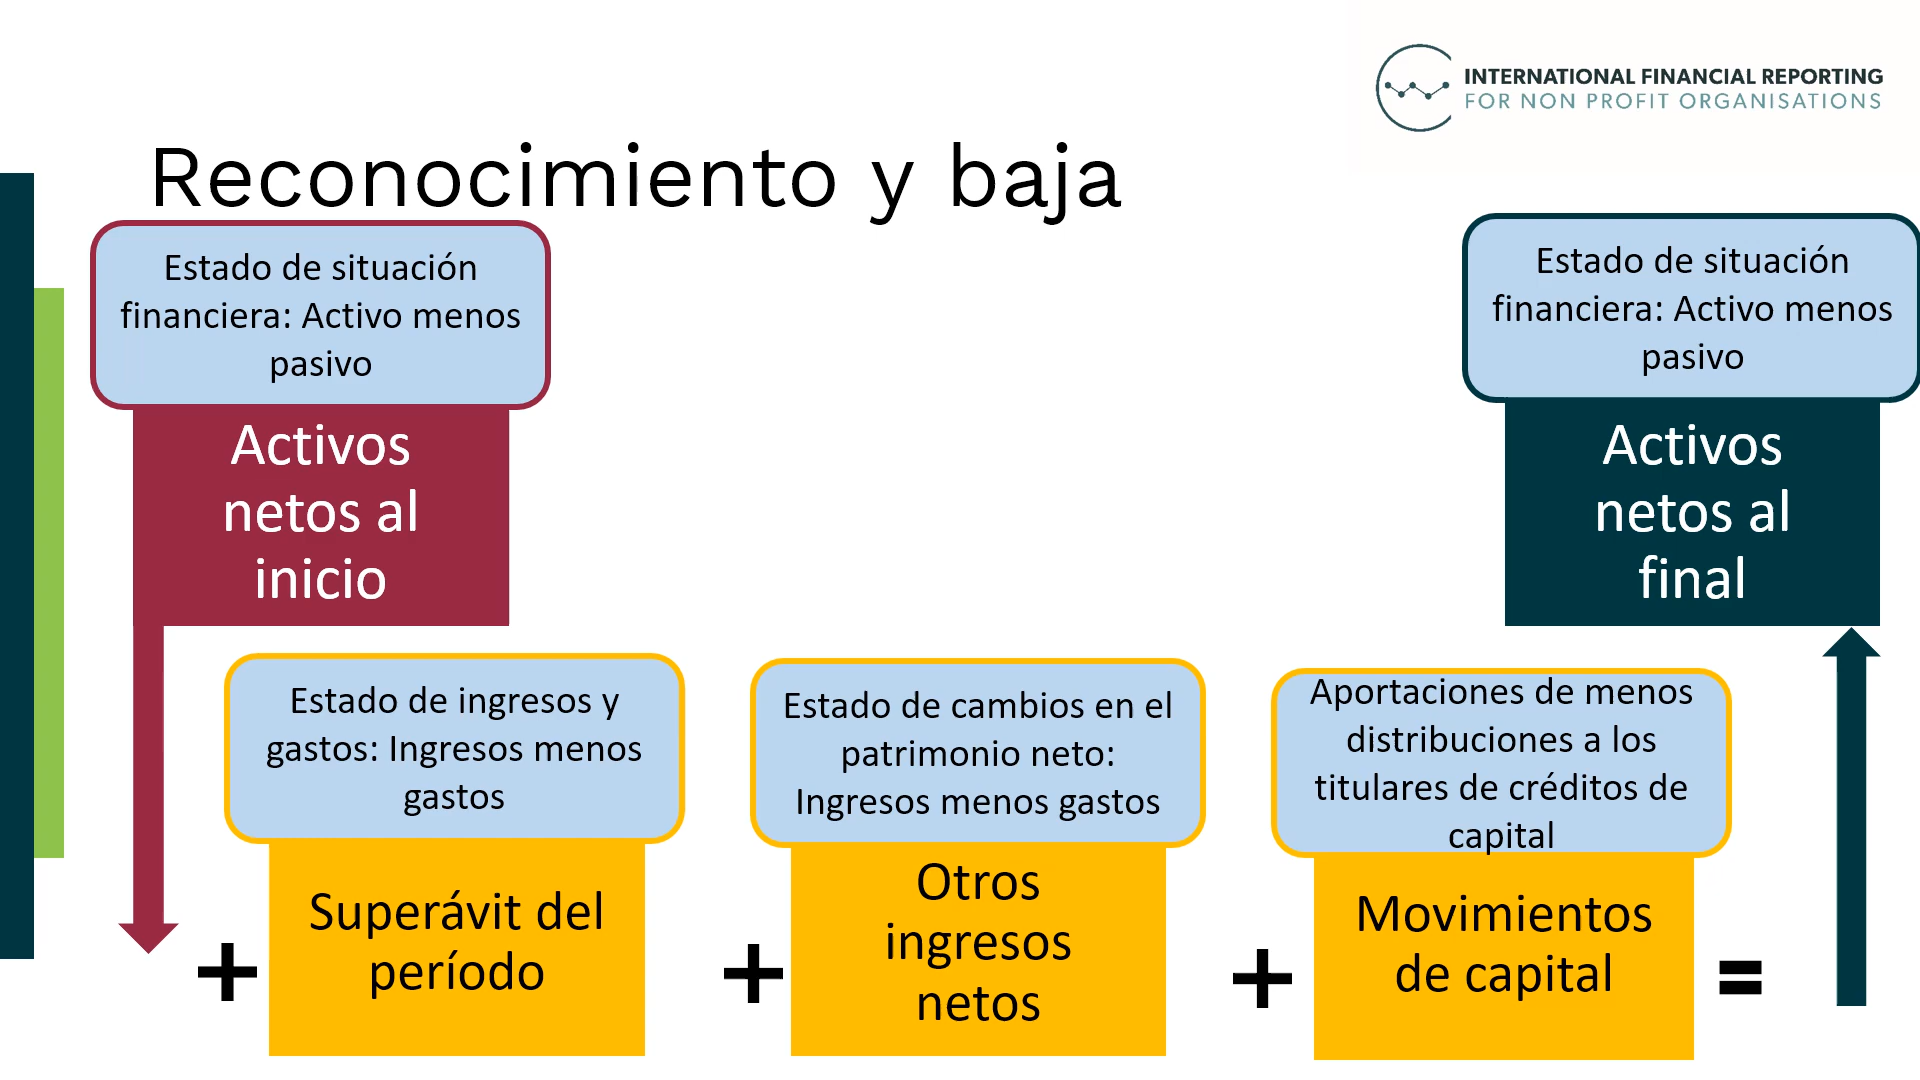 INTERNATIONAL FINANCIAL REPORTING
FOR NON PROFIT ORGANISATIONS
Reconocimiento y baja
Estado de situación
financiera: Activo menos
pasivo
Activos
netos al
inicio
Estado de situación
financiera: Activo menos
pasivo
Activos
netos al
final
Estado de ingresos y
gastos: Ingresos menos
gastos
+
Superávit del
período
Estado de cambios en el
patrimonio neto:
Ingresos menos gastos
+
Otros
ingresos
netos
Aportaciones de menos
distribuciones a los
titulares de créditos de
capital
+
Movimientos
de capital
=